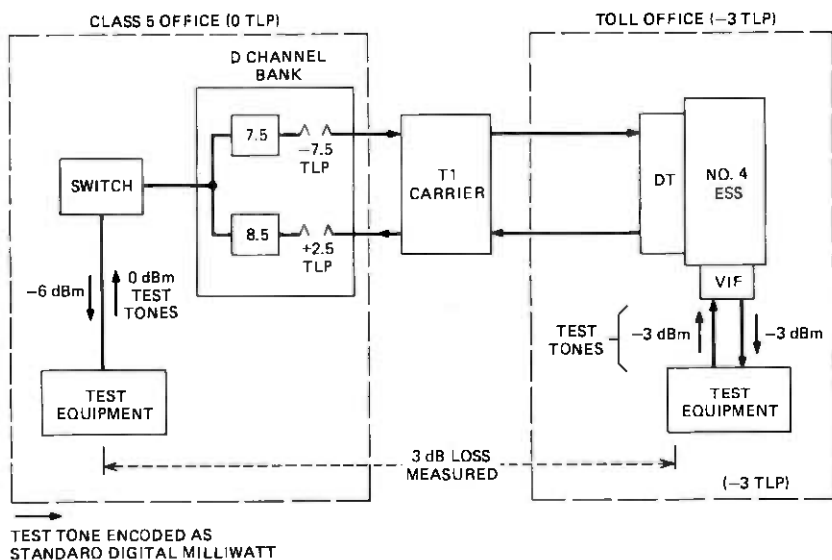 CLASS 5 OFFICE (0 TLP)
TOLL OFFICE (−3 TLP)
D CHANNEL
BANK
7.5
−7.5
TLP
SWITCH
8.5
+2.5
TLP
T1
CARRIER
DT
NO. 4
ESS
VIF
−6 dBm
0 dBm
TEST
TONES
TEST
TONES
−3 dBm
−3 dBm
TEST
EQUIPMENT
TEST
EQUIPMENT
3 dB LOSS
MEASURED
(−3 TLP)
TEST TONE ENCODED AS
STANDARO DIGITAL MILLIWATT